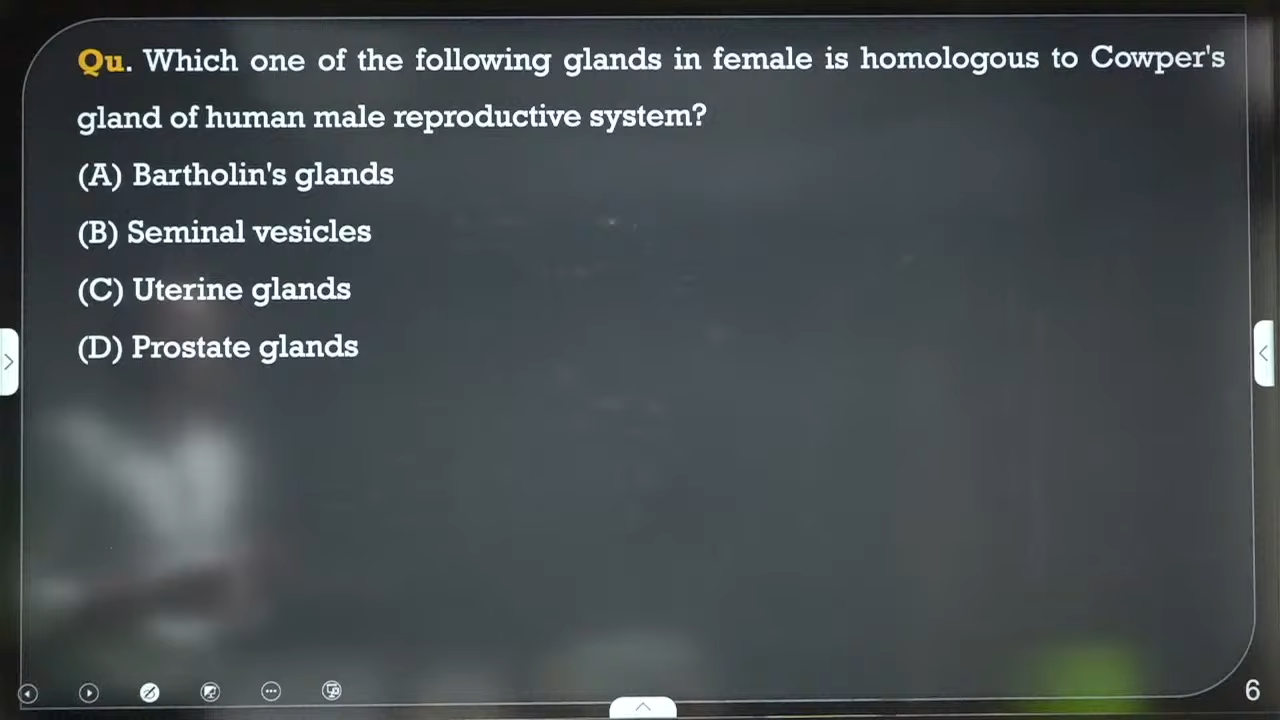 Qu. Which one of the following glands in female is homologous to Cowper's
gland of human male reproductive system?
(A) Bartholin's glands
(B) Seminal vesicles
(C) Uterine glands
(D) Prostate glands
6